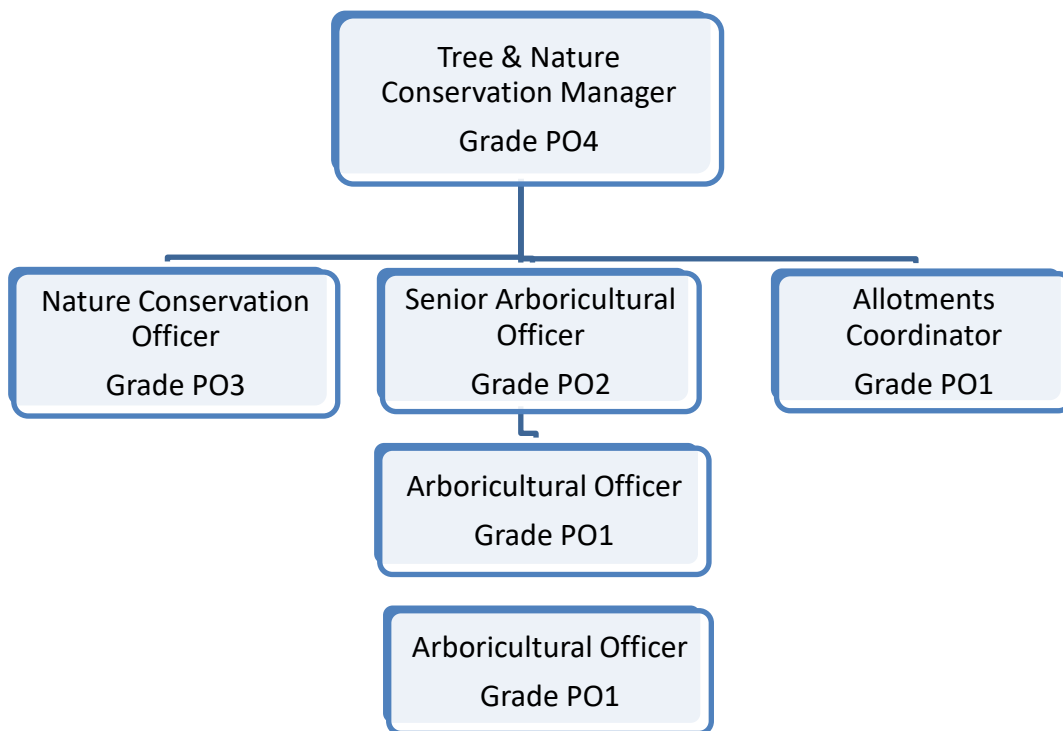 Tree & Nature
Conservation Manager
Grade PO4
Nature Conservation
Officer
Grade PO3
Senior Arboricultural
Officer
Grade PO2
Allotments
Coordinator
Grade PO1
Arboricultural Officer
Grade PO1
Arboricultural Officer
Grade PO1